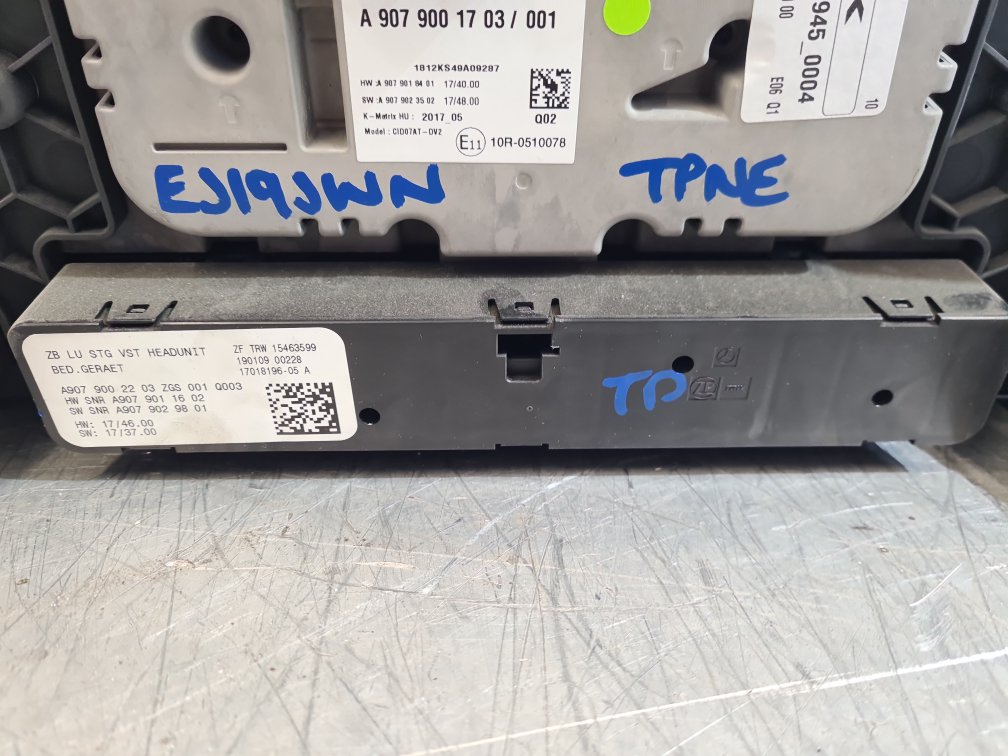 A 907 900 17 03 / 001
1812KS49A09287
HW :A 907 901 84 01 17/40.00
SW :A 907 902 35 02 17/48.00
K-Matrix HU : 2017_05
Model : CID07AT-0V2
Q02
E11 10R-0510078
945_0004
E06 Q1
10
EJ19JWN
TPNE
ZB LU STG VST HEADUNIT
BED.GERAET
ZF TRW 15463599
190109 00228
17018196-05 A
A907 900 22 03 ZGS 001 Q003
HW SNR A907 901 16 02
SW SNR A907 902 98 01
HW: 17/46.00
SW: 17/37.00
TP